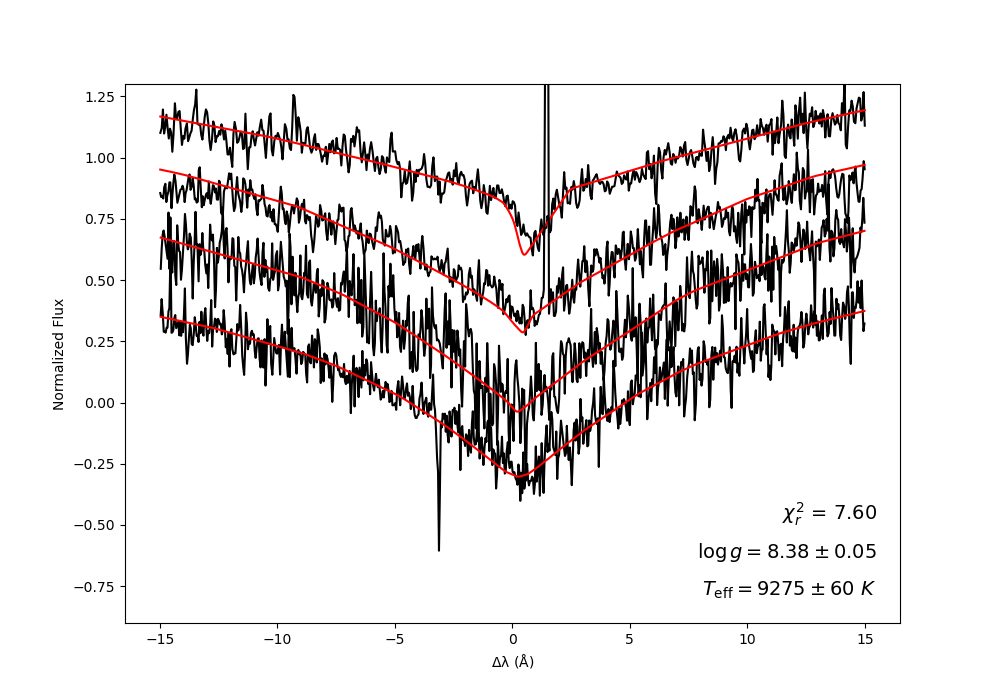 1.25
1.00
0.75
0.50
0.25
0.00
−0.25
−0.50
−0.75
Normalized Flux
χ²ᵣ = 7.60
log g = 8.38 ± 0.05
T_eff = 9275 ± 60 K
−15 −10 −5 0 5 10 15
Δλ (Å)